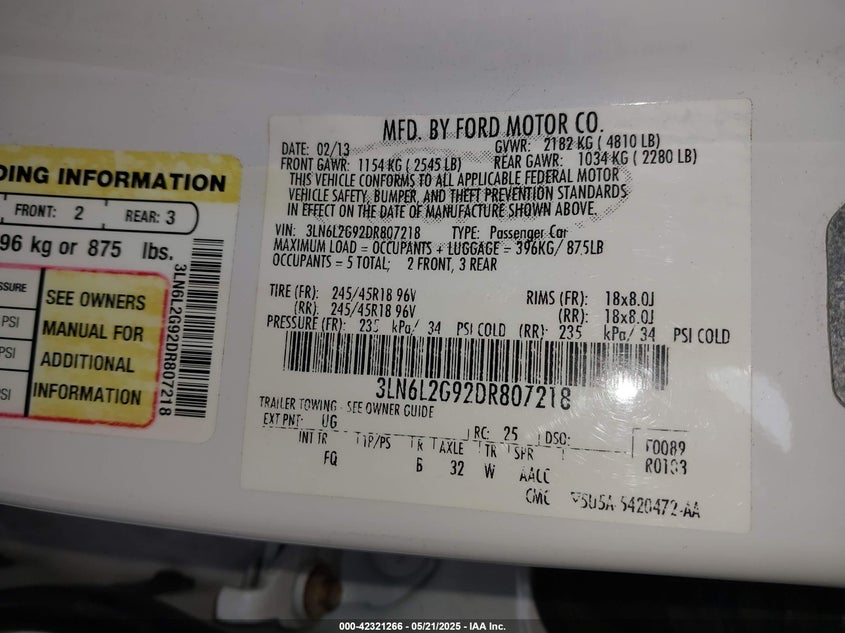 DING INFORMATION
FRONT: 2 REAR: 3
96 kg or 875 lbs.
SSURE
PSI
PSI
SEE OWNERS
MANUAL FOR
ADDITIONAL
INFORMATION
3LN6L2G92DR807218
MFD. BY FORD MOTOR CO.
DATE: 02/13 GVWR: 2182 KG ( 4810 LB)
FRONT GAWR: 1154 KG ( 2545 LB) REAR GAWR: 1034 KG ( 2280 LB)
THIS VEHICLE CONFORMS TO ALL APPLICABLE FEDERAL MOTOR
VEHICLE SAFETY, BUMPER, AND THEFT PREVENTION STANDARDS
IN EFFECT ON THE DATE OF MANUFACTURE SHOWN ABOVE.
VIN: 3LN6L2G92DR807218 TYPE: Passenger Car
MAXIMUM LOAD = OCCUPANTS + LUGGAGE = 396KG/ 875LB
OCCUPANTS = 5 TOTAL; 2 FRONT, 3 REAR
TIRE (FR): 245/45R18 96V RIMS (FR): 18x8.0J
(RR): 245/45R18 96V (RR): 18x8.0J
PRESSURE (FR): 235 kPa/ 34 PSI COLD (RR): 235 kPa/ 34 PSI COLD
3LN6L2G92DR807218
TRAILER TOWING - SEE OWNER GUIDE
EXT PNT: UG RC: 25 DSO:
INT TR TP/PS R AXLE TR SPR
FQ 6 32 W AACC
F0089
CMC
000-42321266 - 05/21/2025 - IAA Inc.